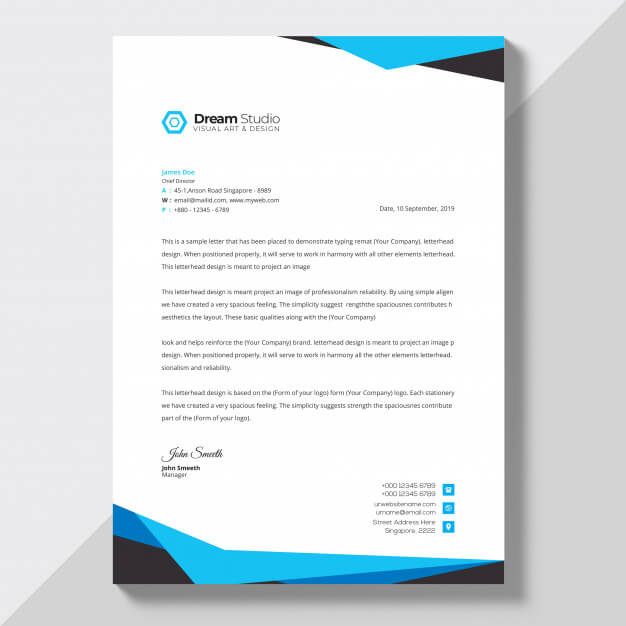 Dream Studio
VISUAL ART & DESIGN
James Doe
Chief Director
A : 45-1,Anson Road Singapore - 8989
W : email@mailid.com, www.myweb.com
P : +880 - 12345 - 6789
Date, 10 September, 2019
This is a sample letter that has been placed to demonstrate typing remat (Your Company). letterhead
design. When positioned properly, it will serve to work in harmony with all other elements letterhead.
This letterhead design is meant to project an image
This letterhead design is meant project an image of professionalism reliability. By using simple aligen
we have created a very spacious feeling. The simplicity suggest rengththe spaciousnes contributes h
aesthetics the layout. These basic qualities along with the (Your Company)
look and helps reinforce the (Your Company) brand. letterhead design is meant to project an image p
design. When positioned properly, it will serve to work in harmony all the other elements letterhead.
sionalism and reliability.
This letterhead design is based on the (Form of your logo) form (Your Company) logo. Each stationery
we have created a very spacious feeling. The simplicity suggests strength the spaciousness contribute
part of the (Form of your logo).
John Smeeth
John Smeeth
Manager
+000 12345 6789
+000 12345 6789
urwebsitenamey
urname@email.com
Street Address Here
Singapore, 2222